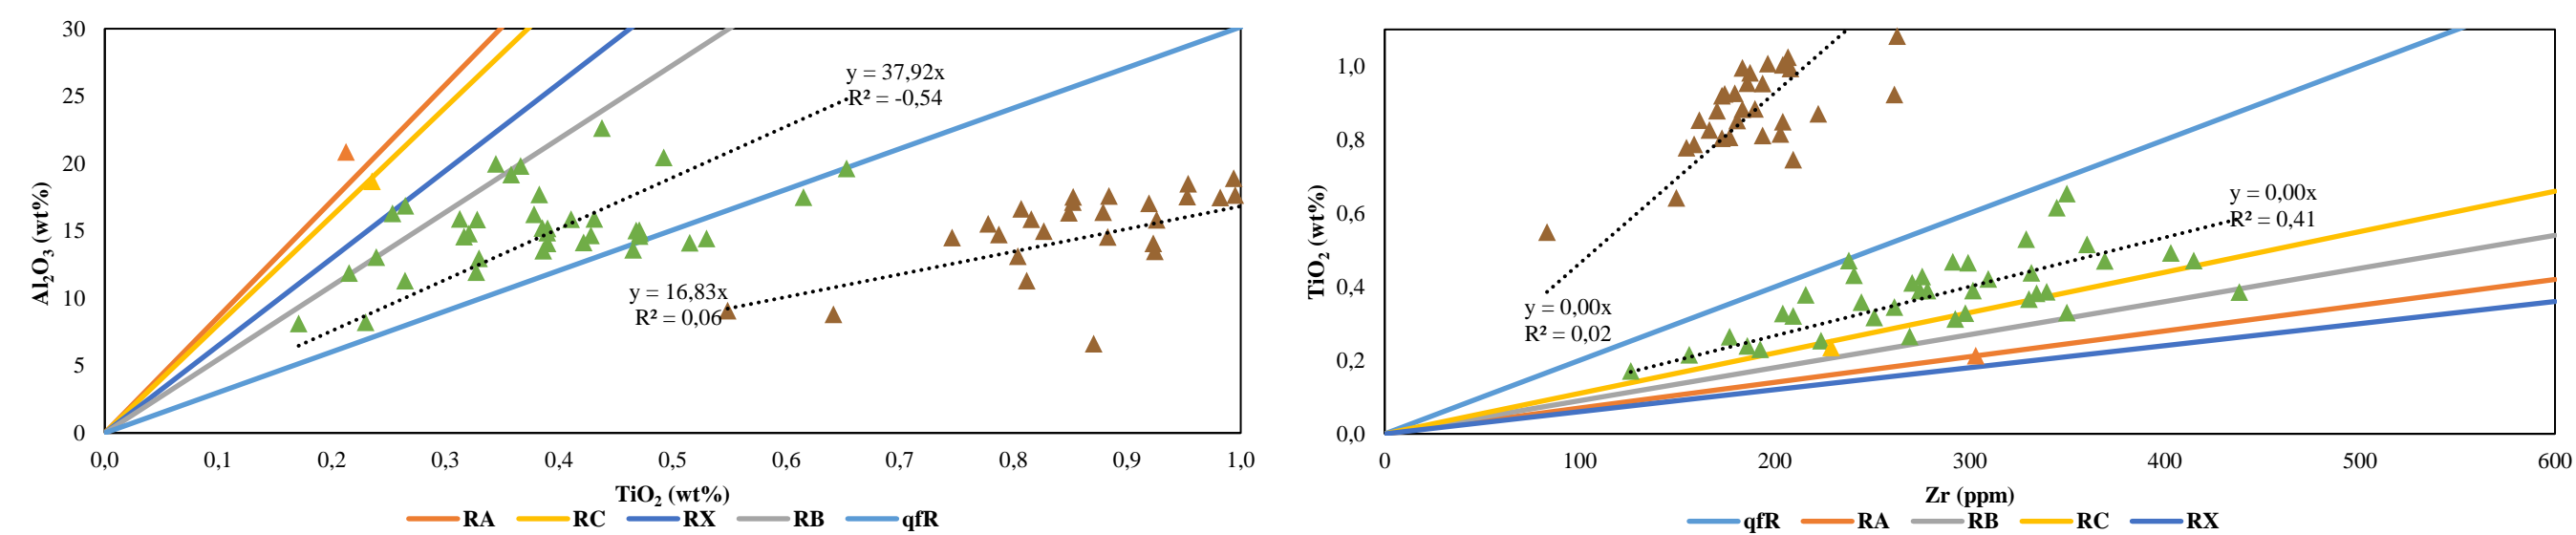 30
25
20
15
10
5
0
Al₂O₃ (wt%)
y = 37,92x
R² = -0,54
y = 16,83x
R² = 0,06
0,0 0,1 0,2 0,3 0,4 0,5 0,6 0,7 0,8 0,9 1,0
TiO₂ (wt%)
RA RC RX RB qfR
1,0
0,8
0,6
0,4
0,2
0,0
TiO₂ (wt%)
y = 0,00x
R² = 0,41
y = 0,00x
R² = 0,02
0 100 200 300 400 500 600
Zr (ppm)
qfR RA RB RC RX